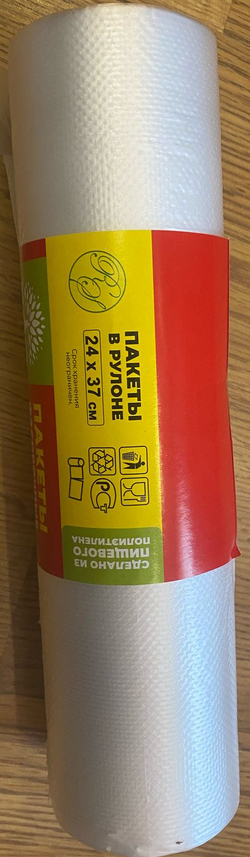 ПАКЕТЫ
В РУЛОНЕ
24 х 37 см
Срок хранения
неограничен.
СДЕЛАНО ИЗ
ПИЩЕВОГО
ПОЛИЭТИЛЕНА
ПАКЕТЫ